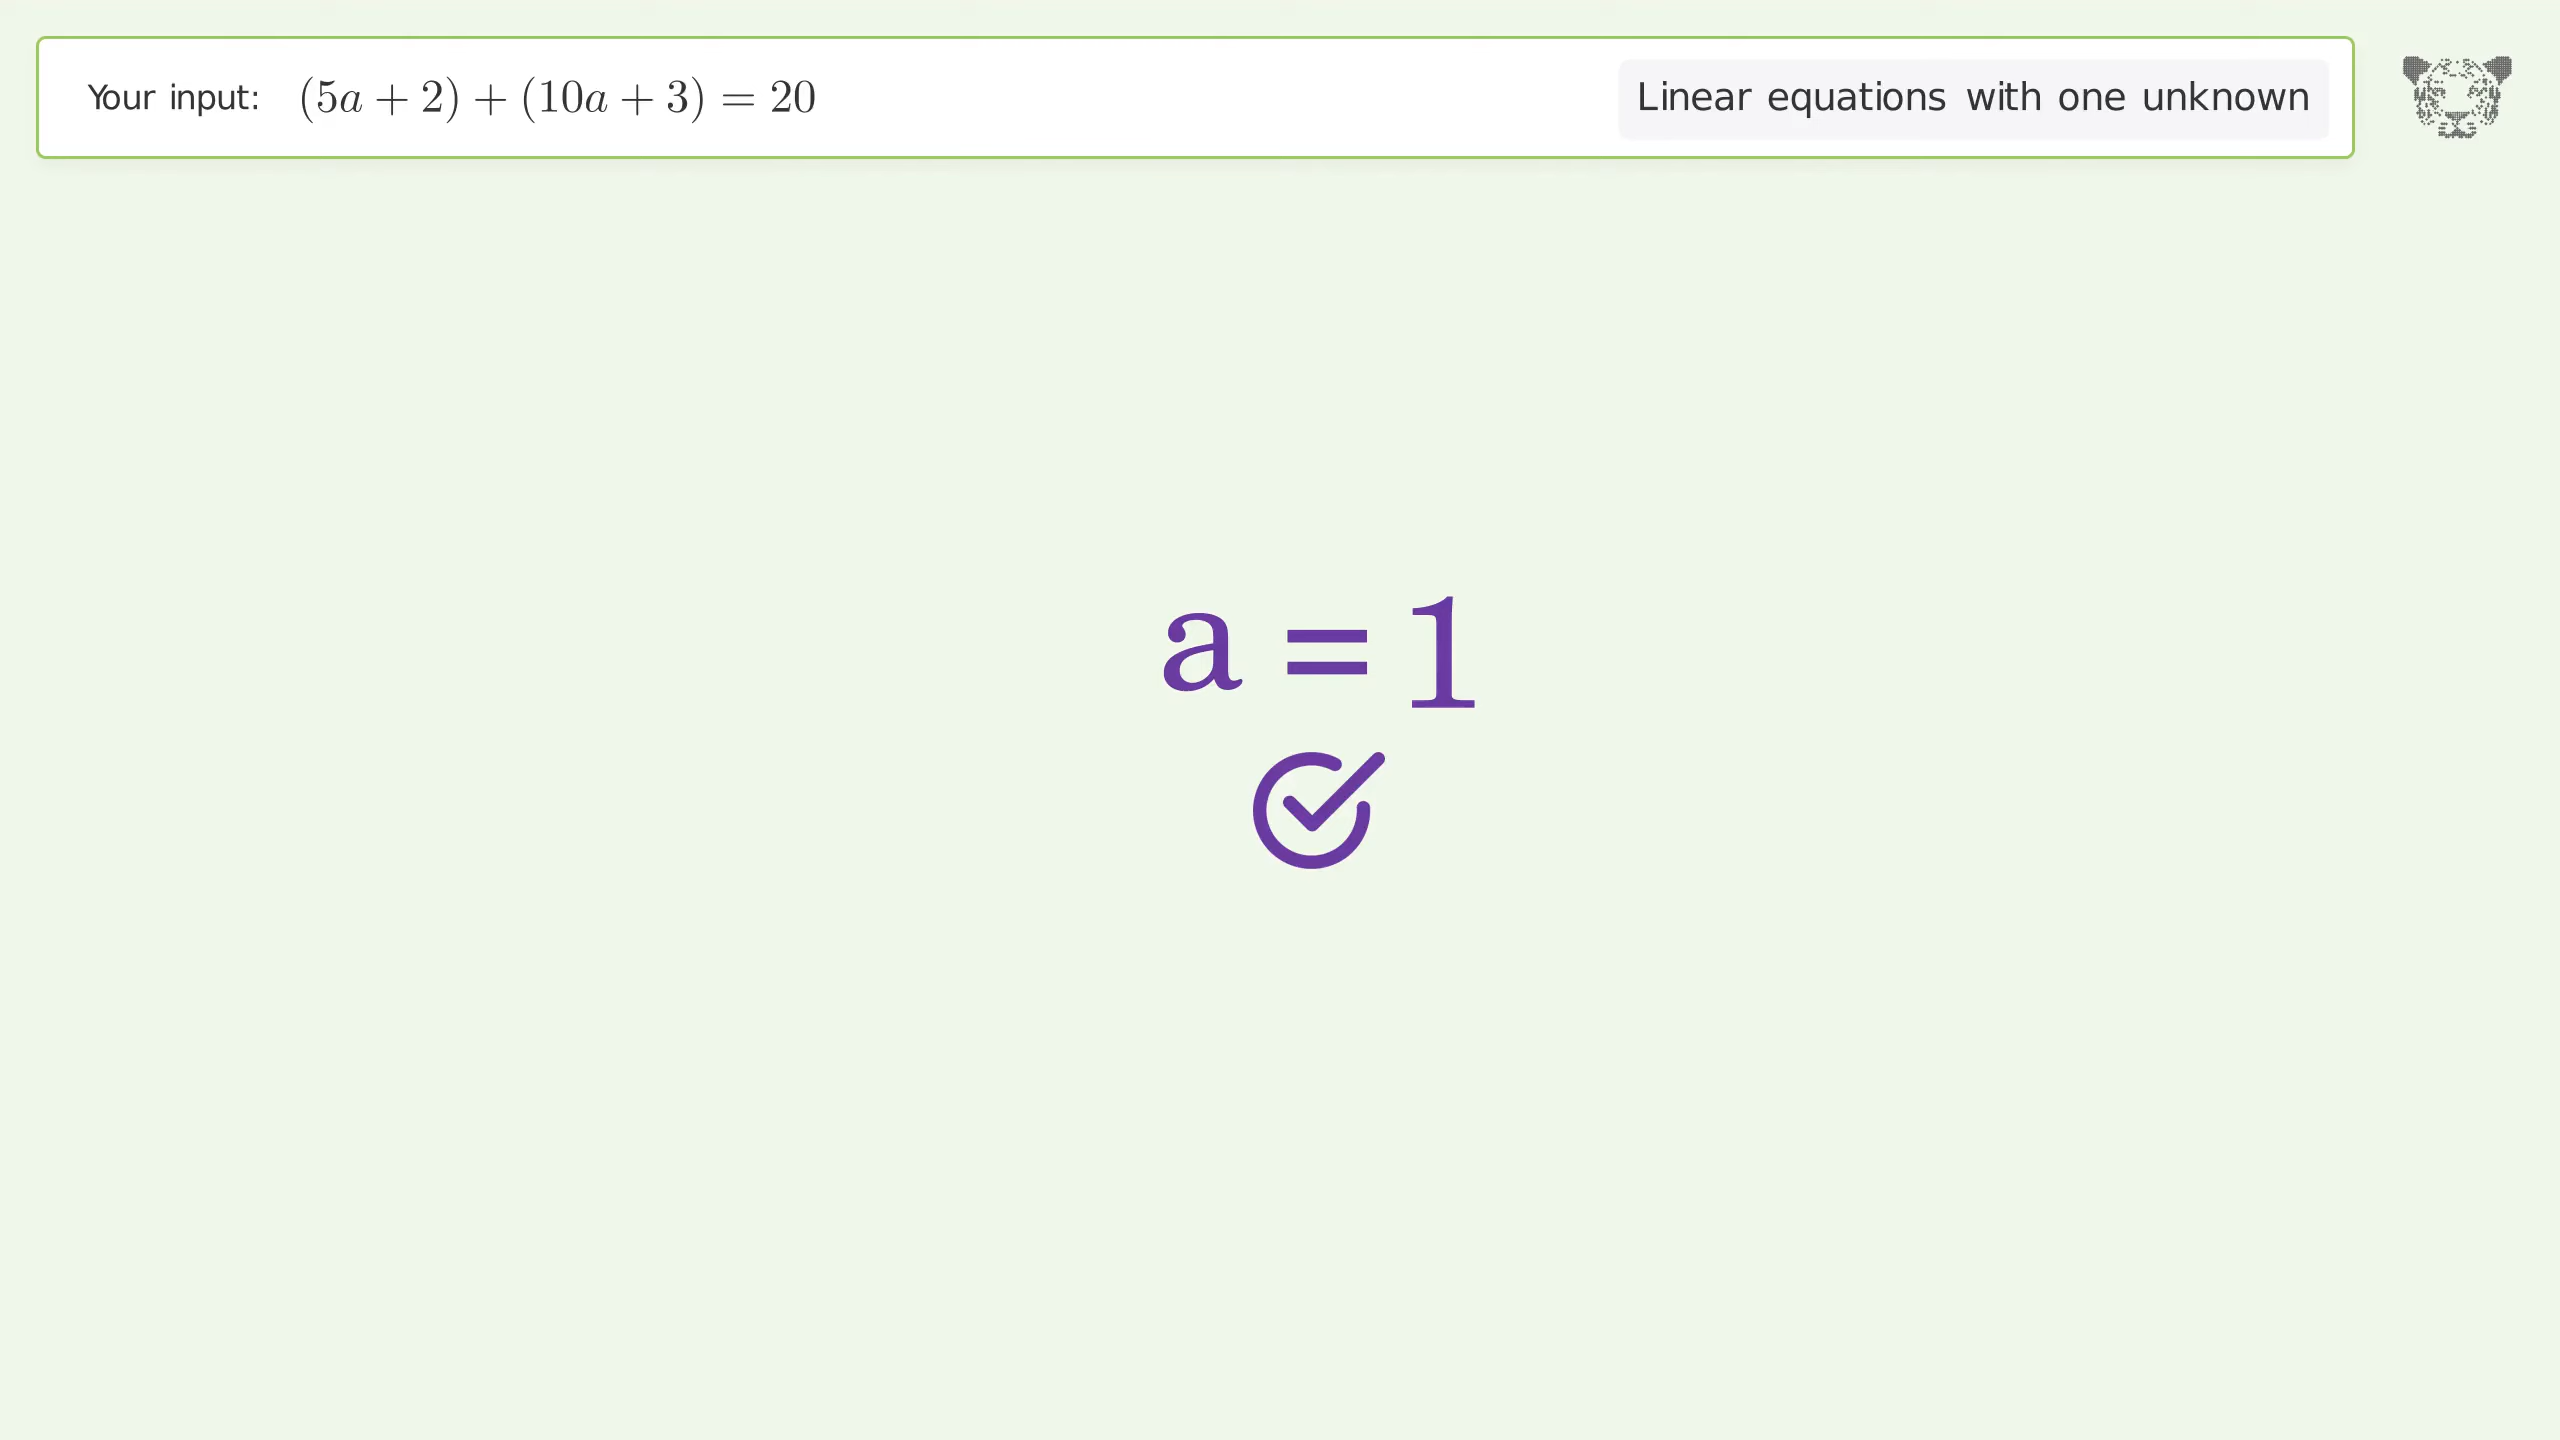 Your input: (5a + 2) + (10a + 3) = 20
Linear equations with one unknown
a = 1